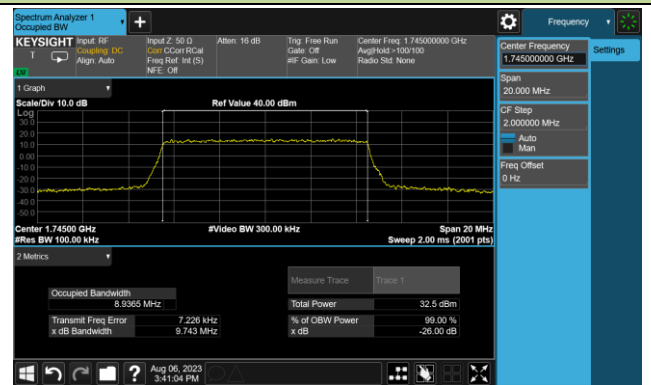 Spectrum Analyzer 1
Occupied BW
Frequency
KEYSIGHT
T
Input: RF
Coupling: DC
Align: Auto
Input Z: 50 Ω
Corr CCorr RCal
Freq Ref: Int (S)
NFE: Off
Atten: 16 dB
Trig: Free Run
Gate: Off
#IF Gain: Low
Center Freq: 1.745000000 GHz
Avg|Hold:>100/100
Radio Std: None
Center Frequency
1.745000000 GHz
Settings
Span
20.000 MHz
CF Step
2.000000 MHz
Auto
Man
Freq Offset
0 Hz
1 Graph
Scale/Div 10.0 dB
Ref Value 40.00 dBm
Log
30.0
20.0
10.0
0.00
-10.0
-20.0
-30.0
-40.0
-50.0
Center 1.74500 GHz
#Video BW 300.00 kHz
Span 20 MHz
#Res BW 100.00 kHz
Sweep 2.00 ms (2001 pts)
2 Metrics
Measure Trace
Trace 1
Occupied Bandwidth
8.9365 MHz
Total Power
32.5 dBm
Transmit Freq Error
7.226 kHz
% of OBW Power
99.00 %
x dB Bandwidth
9.743 MHz
x dB
-26.00 dB
Aug 06, 2023
3:41:04 PM